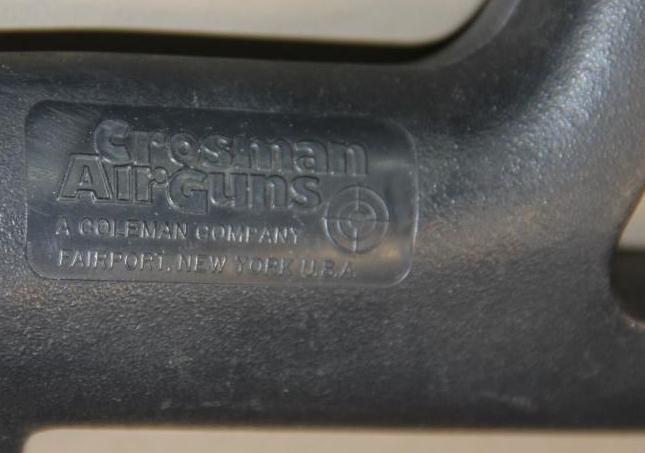 Crosman
AirGuns
A COLEMAN COMPANY
FAIRPORT, NEW YORK U.S.A.